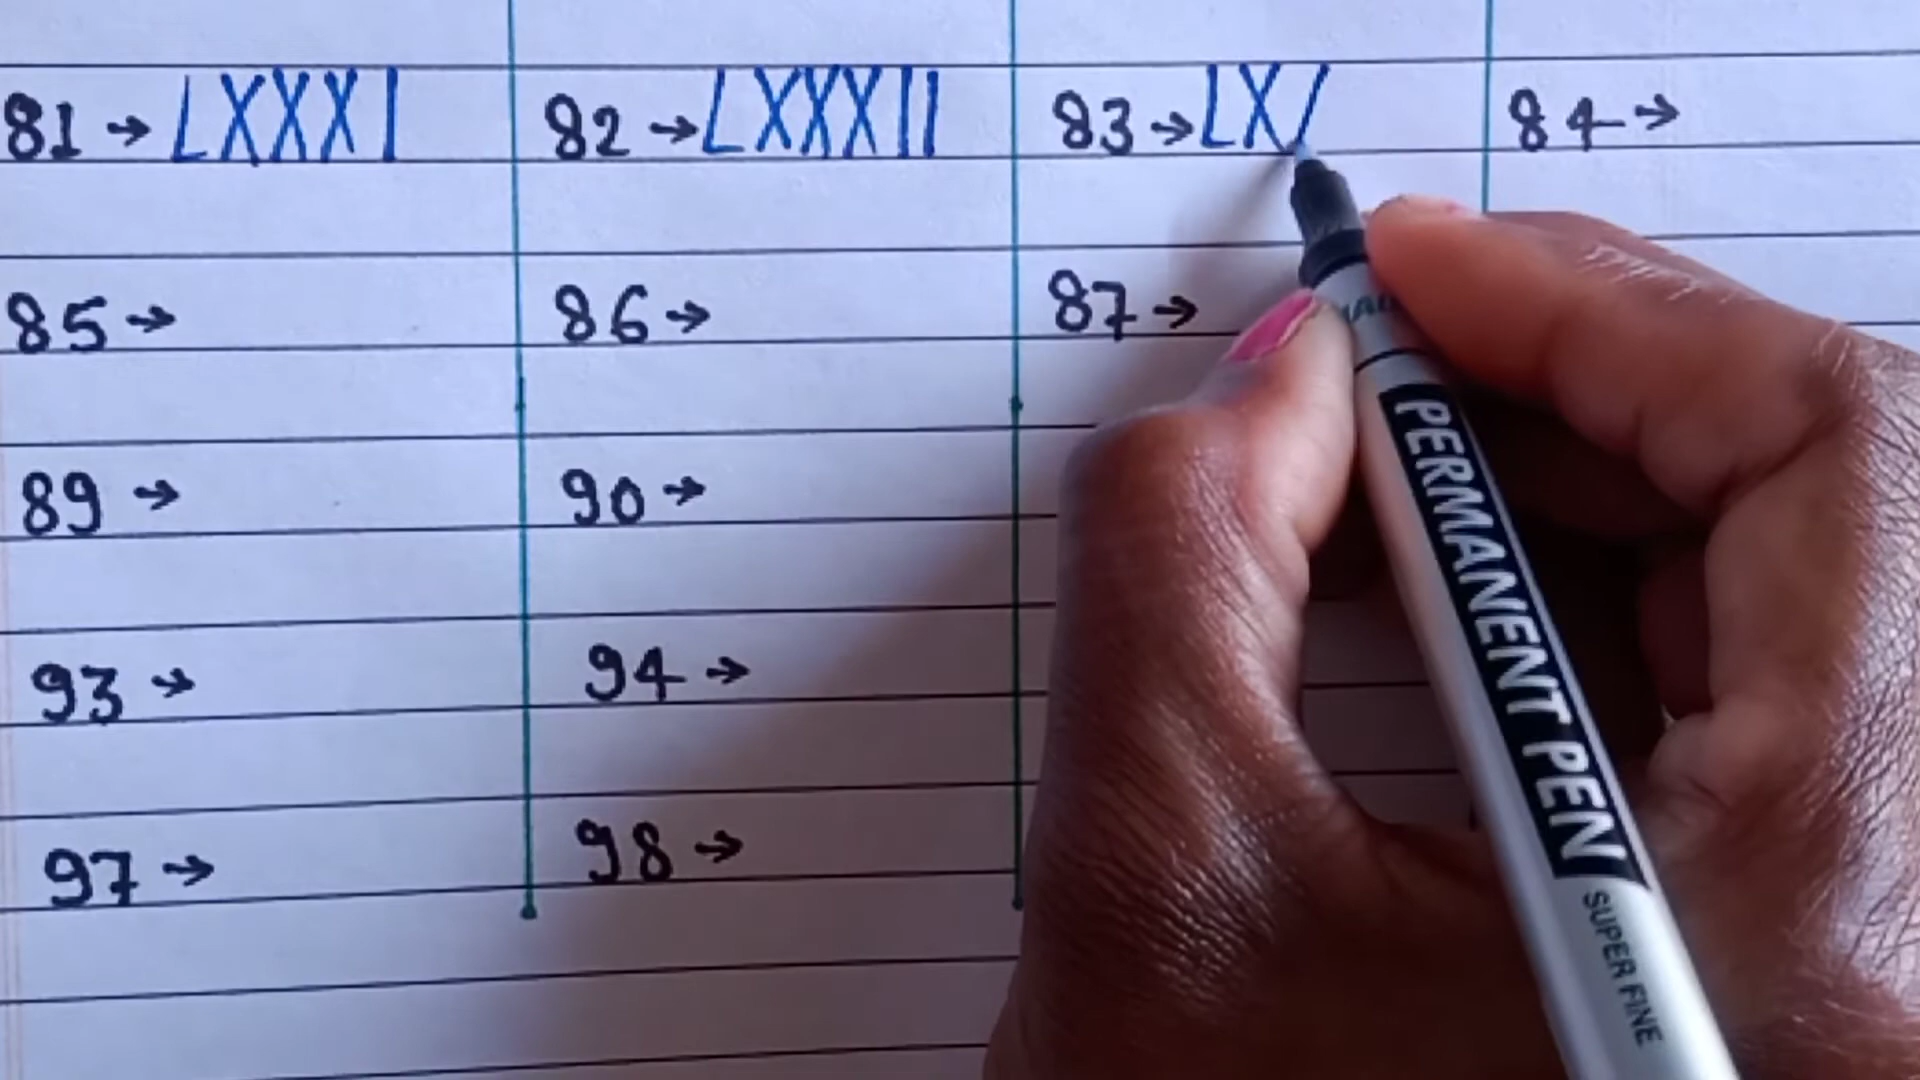 81 → LXXXI 82 → LXXXII 83 → LX/ 84 →
85 → 86 → 87 →
89 → 90 →
93 → 94 →
97 → 98 →
PERMANENT PEN
SUPER FINE